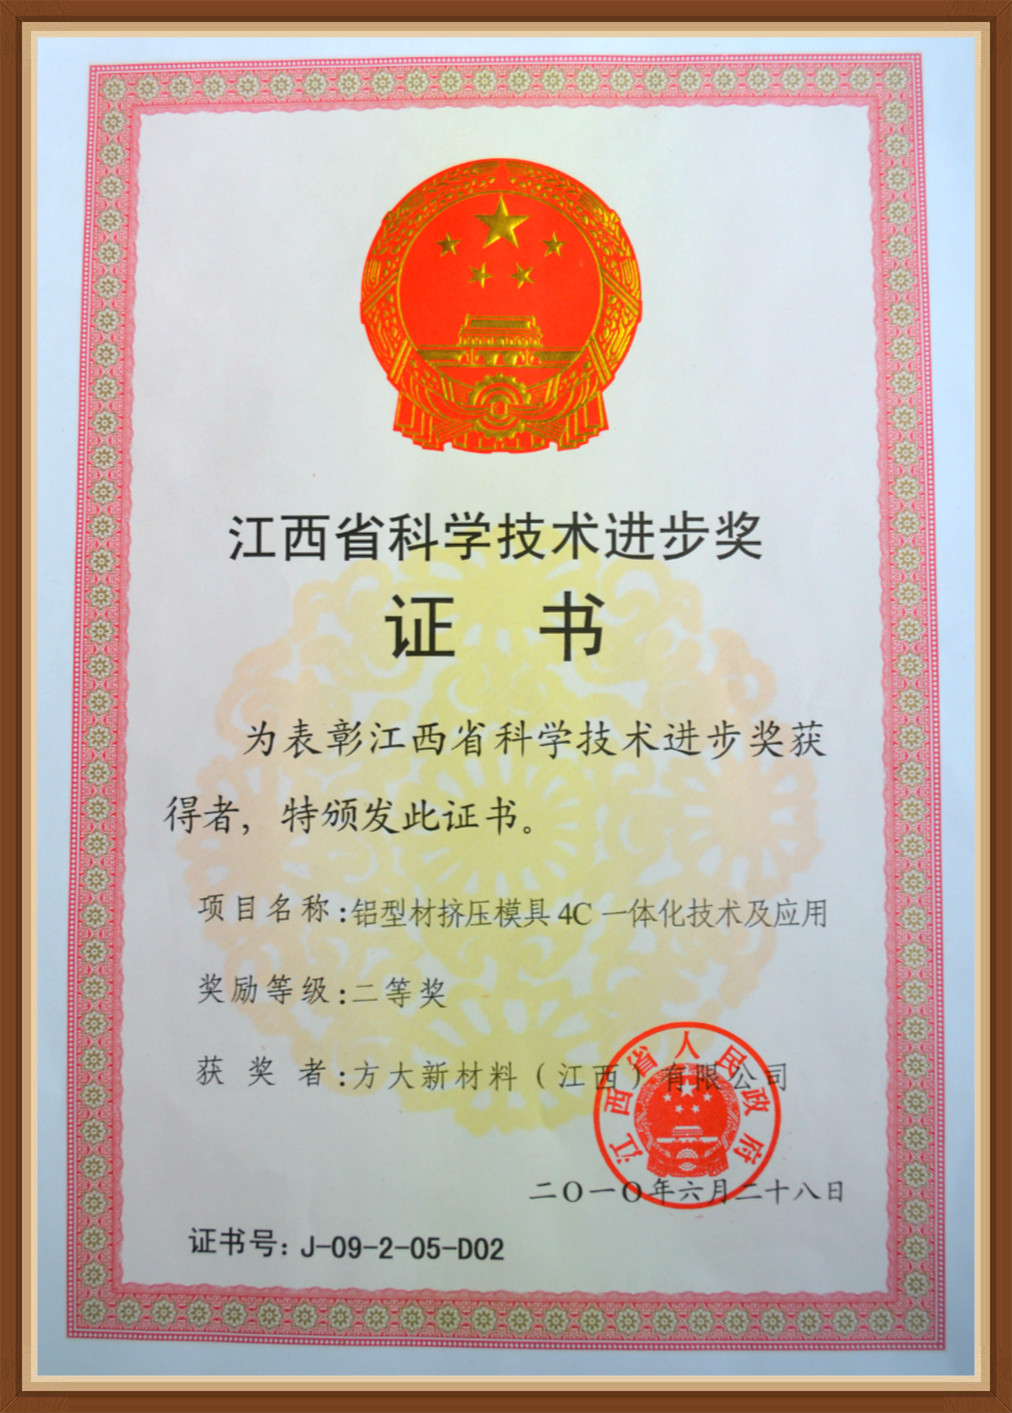 江西省科学技术进步奖
证 书
为表彰江西省科学技术进步奖获
得者，特颁发此证书。
项目名称：铝型材挤压模具4C一体化技术及应用
奖励等级：二等奖
获 奖 者：方大新材料（江西）有限公司
江西省人民政府
二〇一〇年六月二十八日
证书号：J-09-2-05-D02